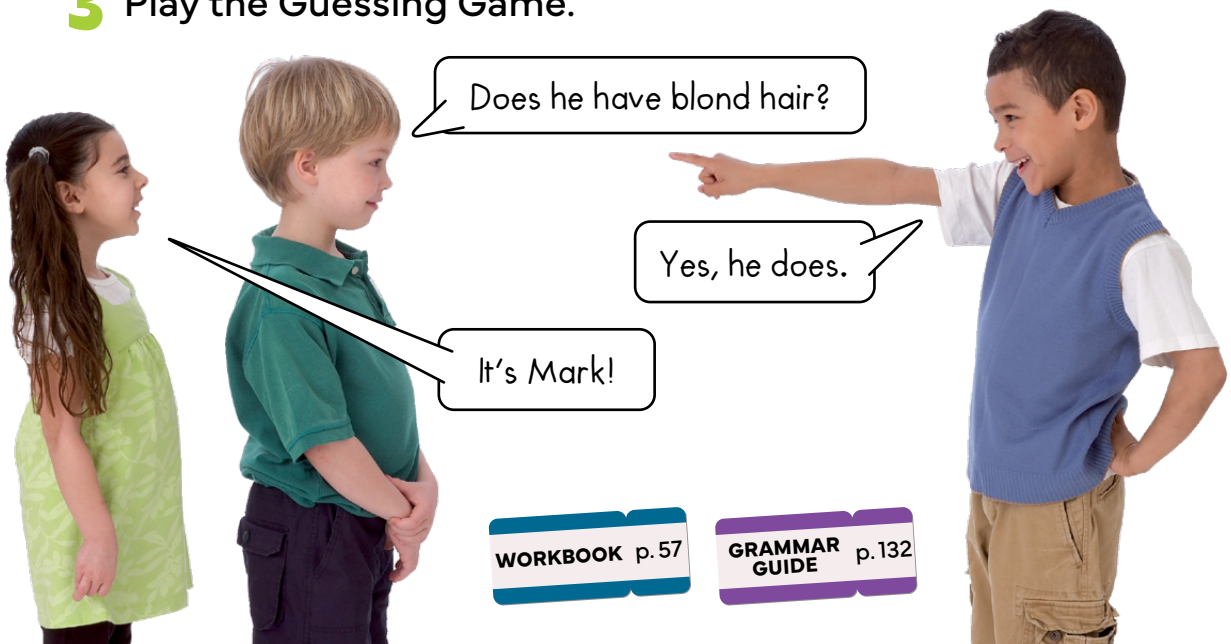 3 Play the Guessing Game.
Does he have blond hair?
Yes, he does.
It's Mark!
WORKBOOK p. 57
GRAMMAR
GUIDE p. 132